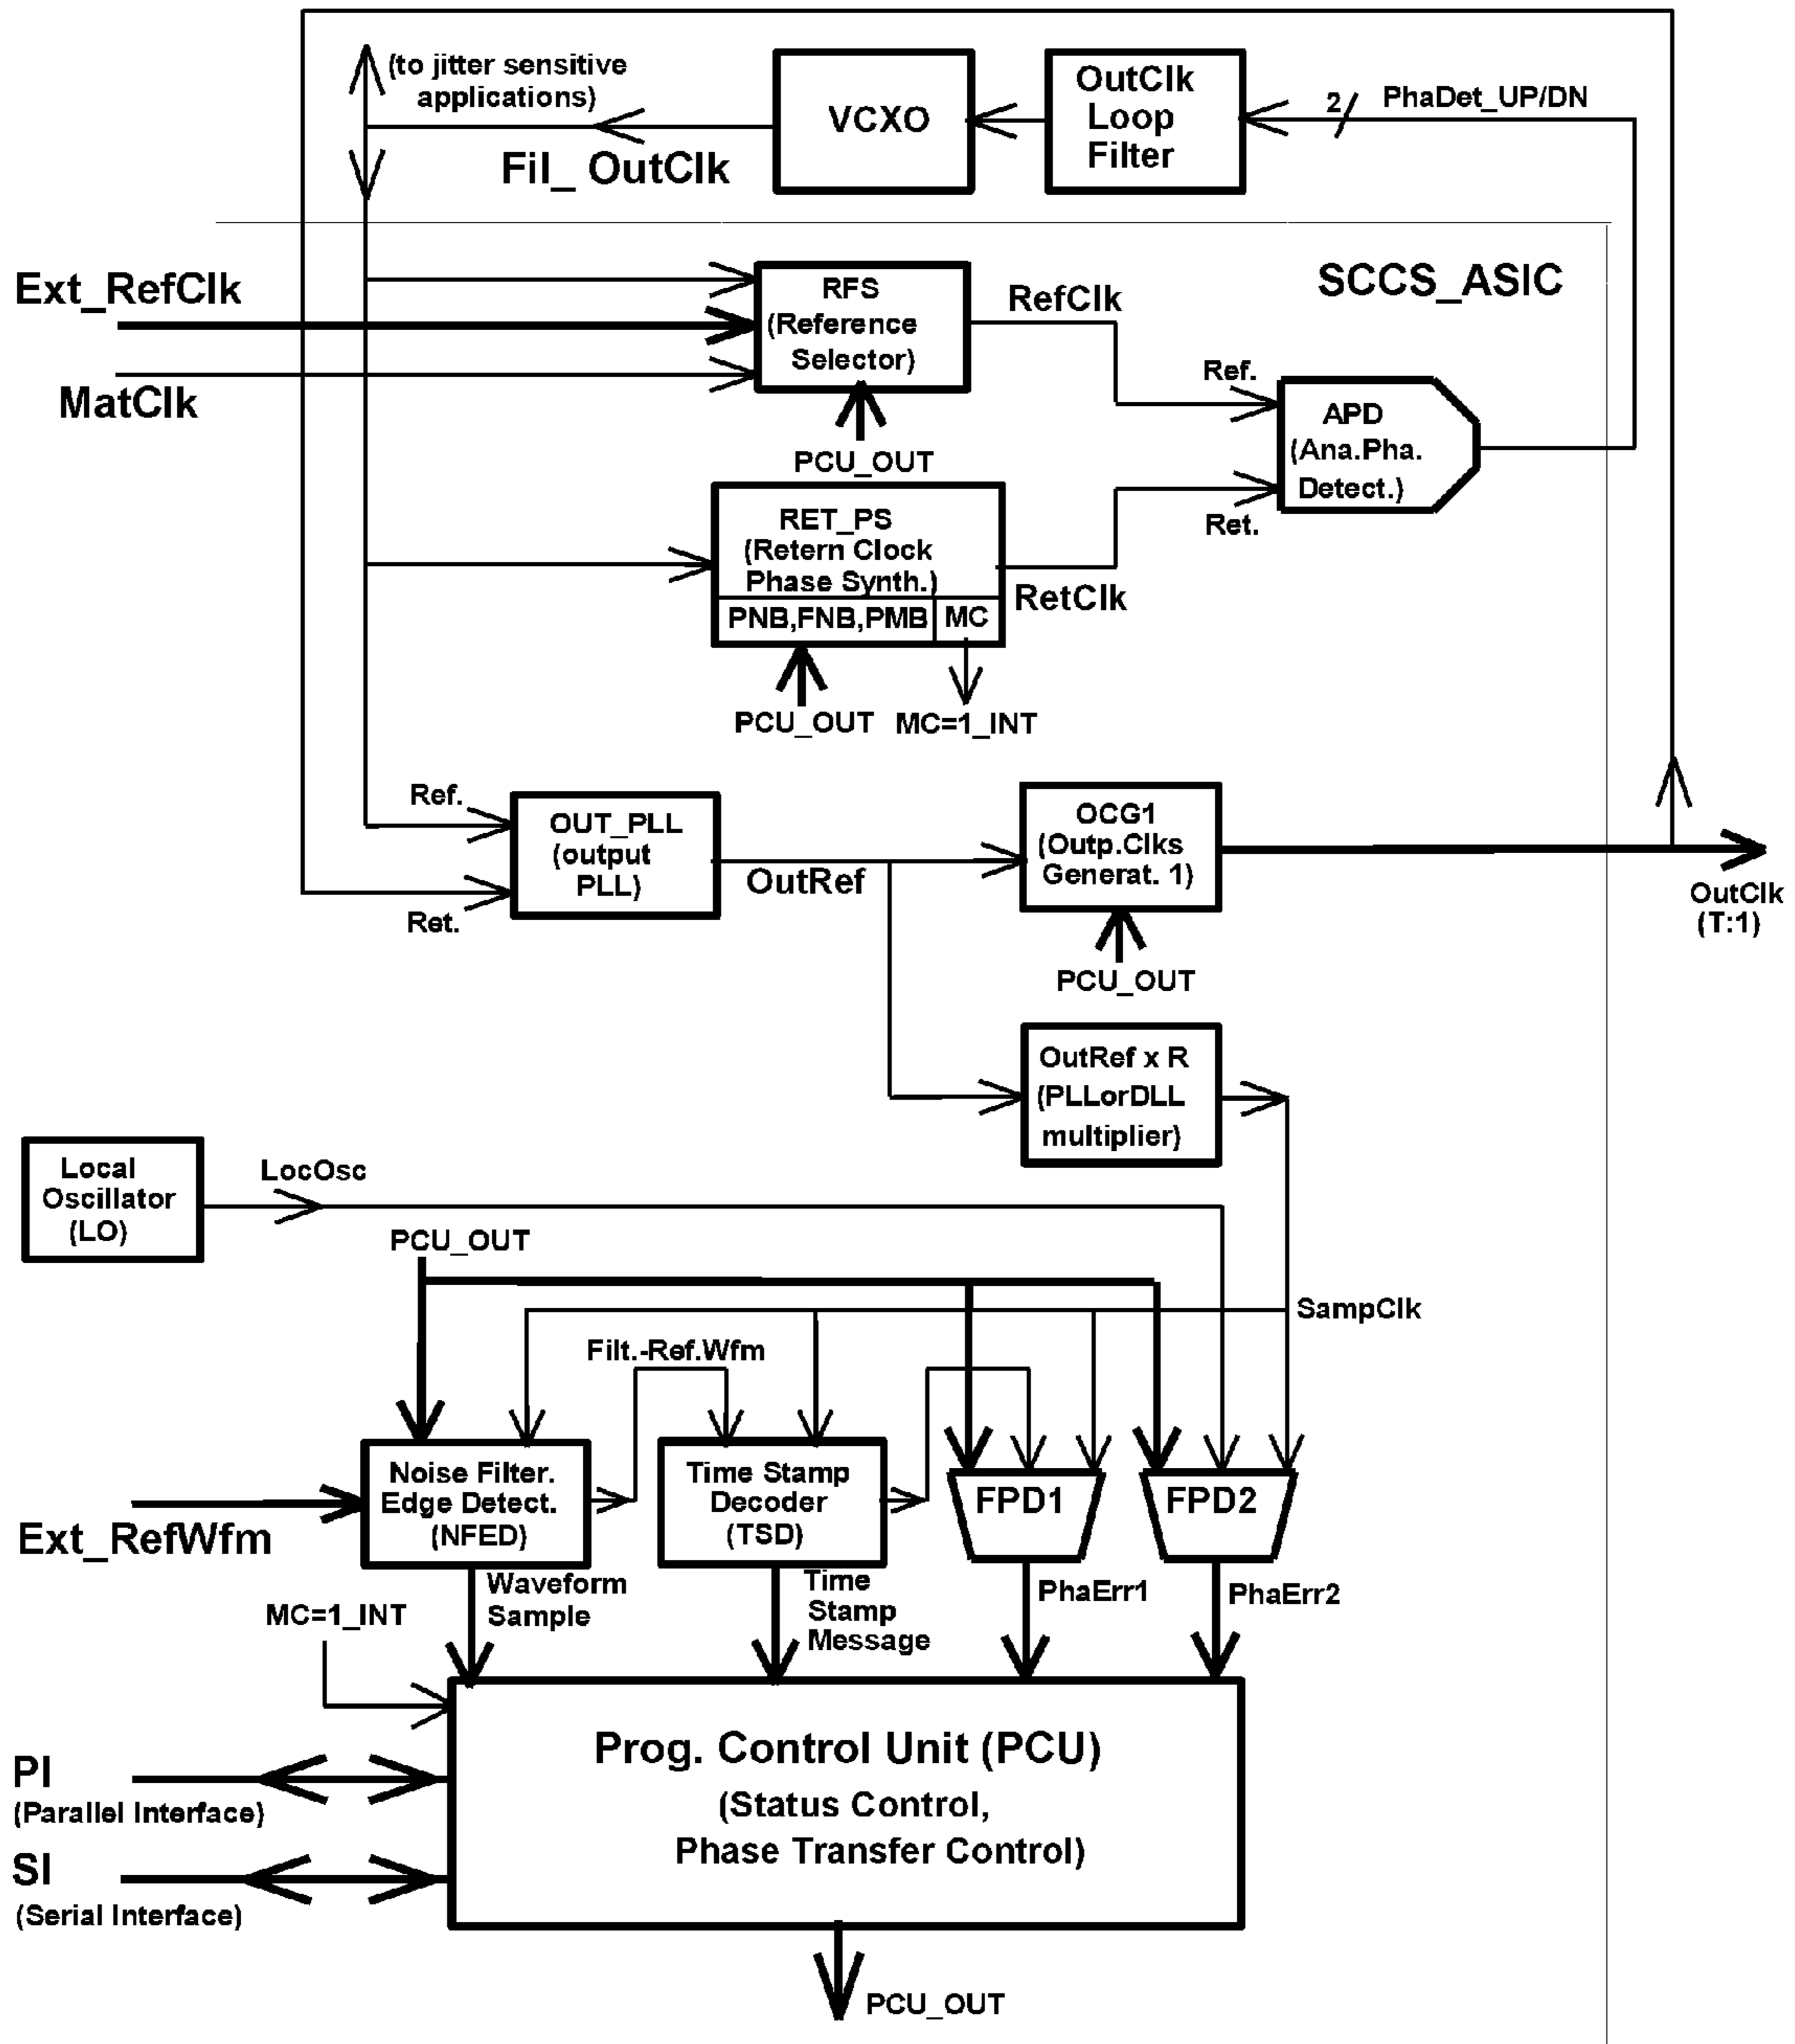 (to jitter sensitive
applications)
VCXO
OutClk
Loop
Filter
2
PhaDet_UP/DN
Fil_ OutClk
Ext_RefClk
MatClk
RFS
(Reference
Selector)
RefClk
SCCS_ASIC
PCU_OUT
Ref.
APD
(Ana.Pha.
Detect.)
Ret.
RET_PS
(Retern Clock
Phase Synth.)
PNB,FNB,PMB
MC
RetClk
PCU_OUT
MC=1_INT
Ref.
OUT_PLL
(output
PLL)
Ret.
OutRef
OCG1
(Outp.Clks
Generat. 1)
OutClk
(T:1)
PCU_OUT
OutRef x R
(PLLorDLL
multiplier)
Local
Oscillator
(LO)
LocOsc
PCU_OUT
SampClk
Filt.-Ref.Wfm
Noise Filter.
Edge Detect.
(NFED)
Time Stamp
Decoder
(TSD)
FPD1
FPD2
Ext_RefWfm
Waveform
Sample
Time
Stamp
Message
PhaErr1
PhaErr2
MC=1_INT
Prog. Control Unit (PCU)
(Status Control,
Phase Transfer Control)
PI
(Parallel Interface)
SI
(Serial Interface)
PCU_OUT